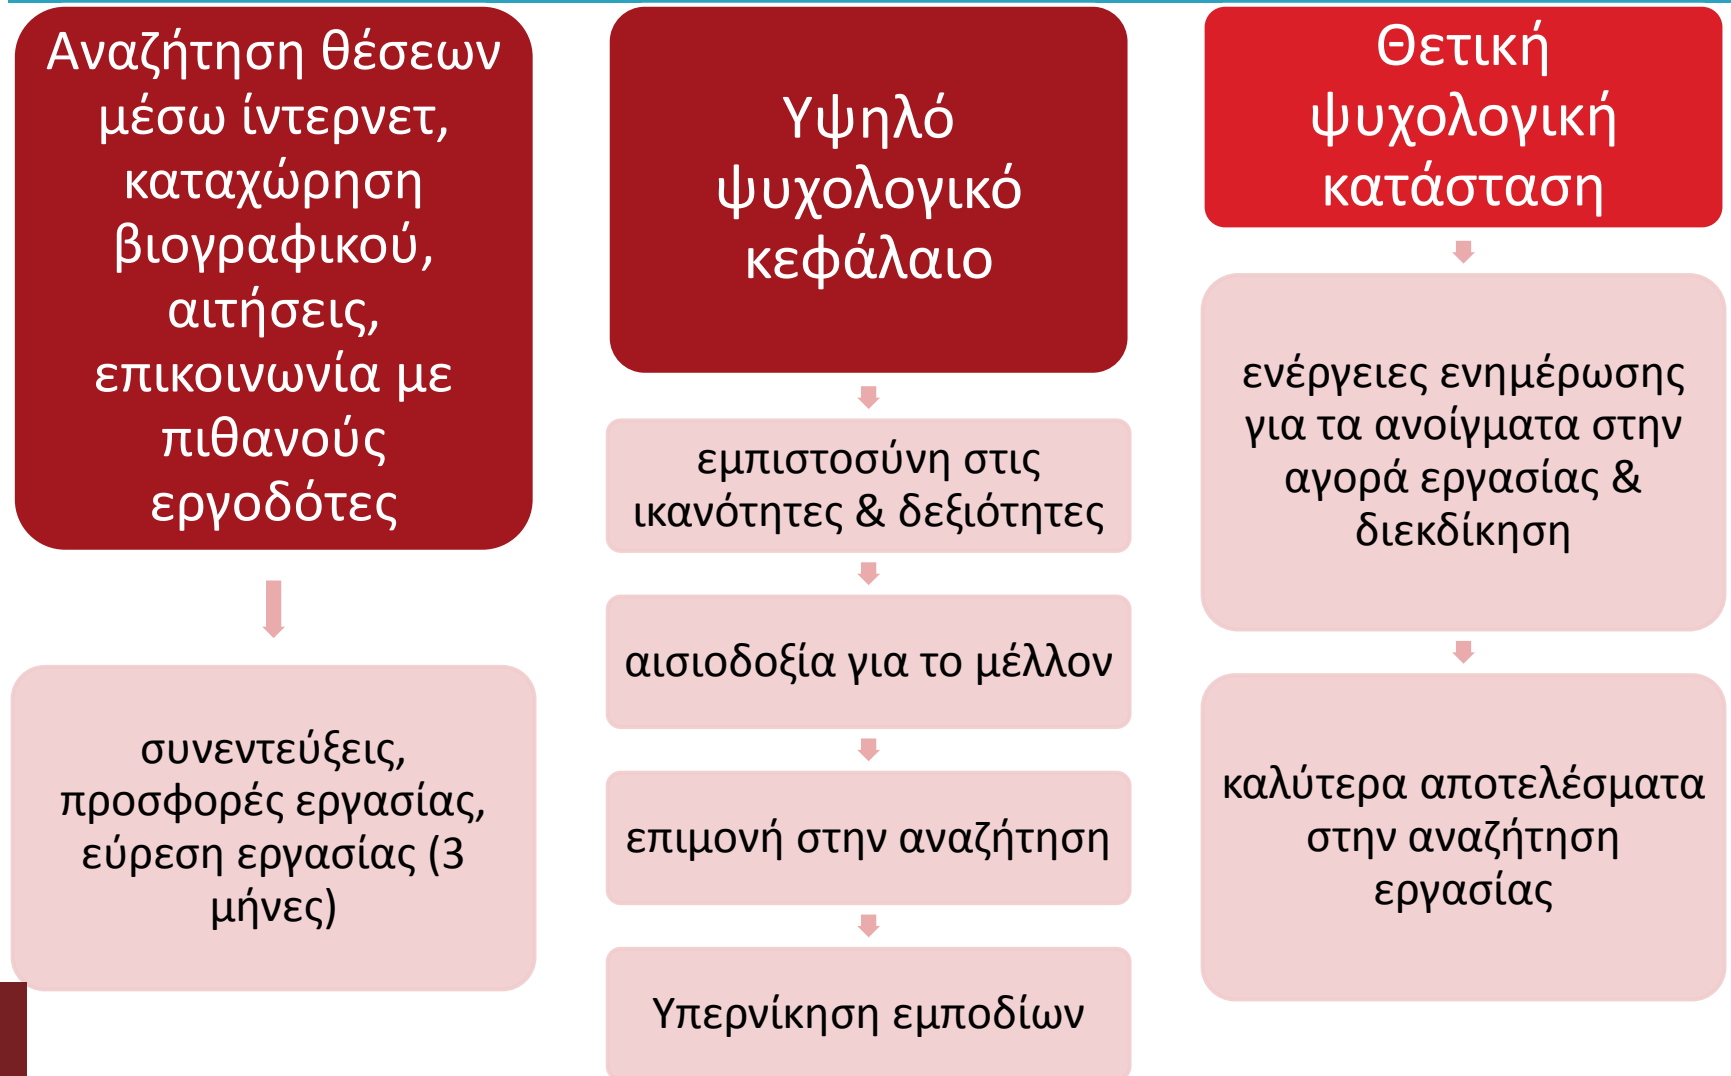 Αναζήτηση θέσεων
μέσω ίντερνετ,
καταχώρηση
βιογραφικού,
αιτήσεις,
επικοινωνία με
πιθανούς
εργοδότες
συνεντεύξεις,
προσφορές εργασίας,
εύρεση εργασίας (3
μήνες)
Υψηλό
ψυχολογικό
κεφάλαιο
εμπιστοσύνη στις
ικανότητες & δεξιότητες
αισιοδοξία για το μέλλον
επιμονή στην αναζήτηση
Υπερνίκηση εμποδίων
Θετική
ψυχολογική
κατάσταση
ενέργειες ενημέρωσης
για τα ανοίγματα στην
αγορά εργασίας &
διεκδίκηση
καλύτερα αποτελέσματα
στην αναζήτηση
εργασίας